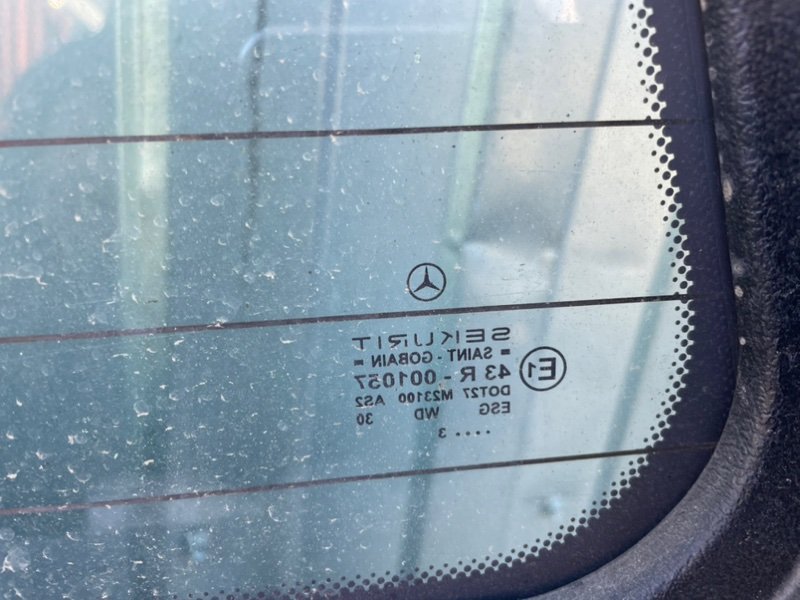 SEKURIT
= SAINT - GOBAIN =
E1
43 R - 001057
DOT27 M23100 AS2
ESG WD 30
.... 3 ...